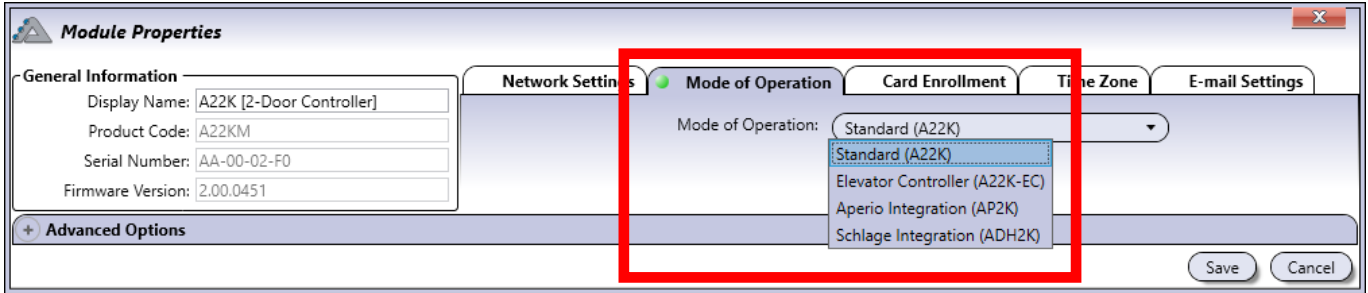 Module Properties
X
General Information
Display Name: A22K [2-Door Controller]
Product Code: A22KM
Serial Number: AA-00-02-F0
Firmware Version: 2.00.0451
Network Settings
Mode of Operation
Card Enrollment
Time Zone
E-mail Settings
Mode of Operation: Standard (A22K)
Standard (A22K)
Elevator Controller (A22K-EC)
Aperio Integration (AP2K)
Schlage Integration (ADH2K)
+ Advanced Options
Save
Cancel